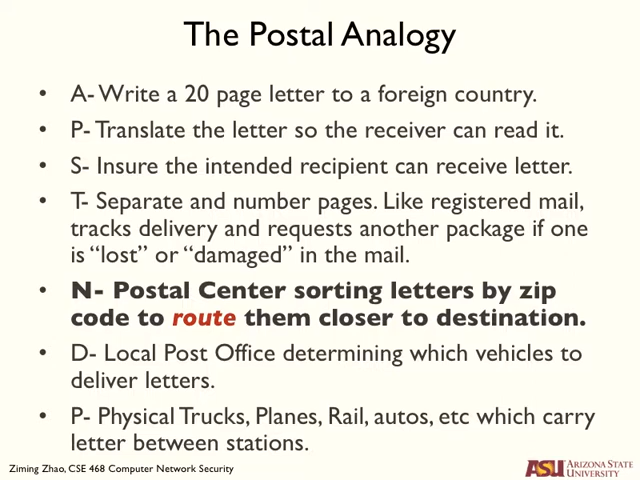 The Postal Analogy
• A- Write a 20 page letter to a foreign country.
• P- Translate the letter so the receiver can read it.
• S- Insure the intended recipient can receive letter.
• T- Separate and number pages. Like registered mail,
tracks delivery and requests another package if one
is “lost” or “damaged” in the mail.
• N- Postal Center sorting letters by zip
code to route them closer to destination.
• D- Local Post Office determining which vehicles to
deliver letters.
• P- Physical Trucks, Planes, Rail, autos, etc which carry
letter between stations.
Ziming Zhao, CSE 468 Computer Network Security
ASU ARIZONA STATE
UNIVERSITY